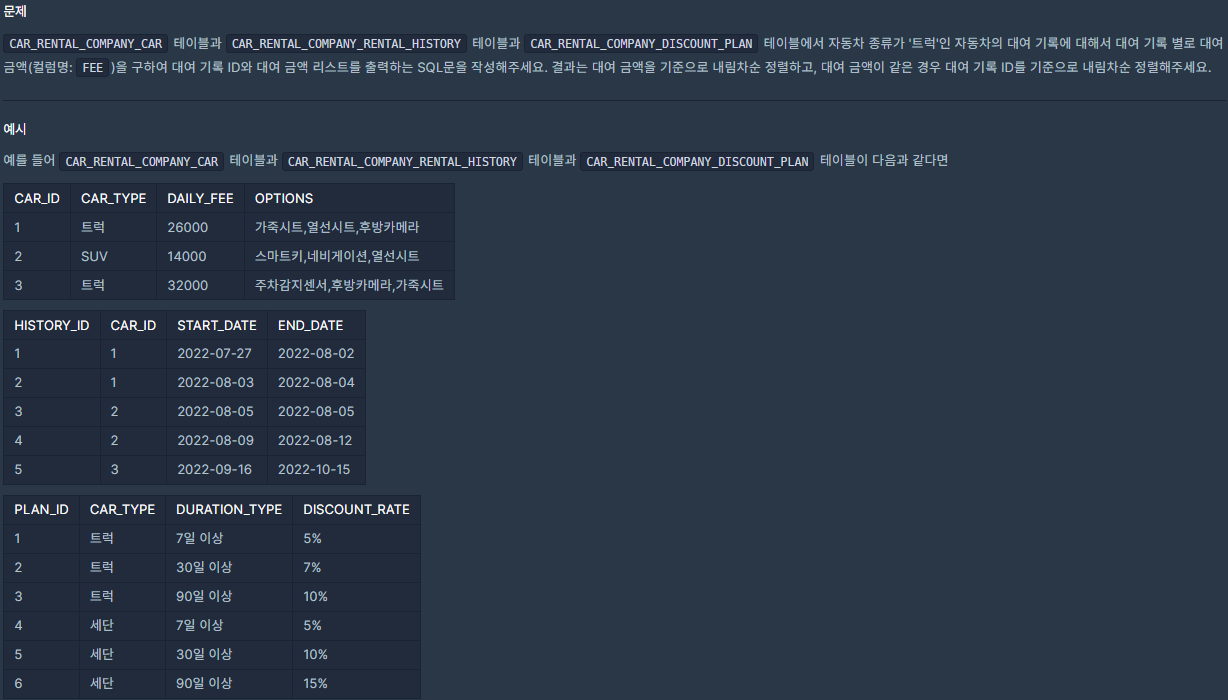 문제
CAR_RENTAL_COMPANY_CAR 테이블과 CAR_RENTAL_COMPANY_RENTAL_HISTORY 테이블과 CAR_RENTAL_COMPANY_DISCOUNT_PLAN 테이블에서 자동차 종류가 '트럭'인 자동차의 대여 기록에 대해서 대여 기록 별로 대여
금액(컬럼명: FEE )을 구하여 대여 기록 ID와 대여 금액 리스트를 출력하는 SQL문을 작성해주세요. 결과는 대여 금액을 기준으로 내림차순 정렬하고, 대여 금액이 같은 경우 대여 기록 ID를 기준으로 내림차순 정렬해주세요.
예시
예를 들어 CAR_RENTAL_COMPANY_CAR 테이블과 CAR_RENTAL_COMPANY_RENTAL_HISTORY 테이블과 CAR_RENTAL_COMPANY_DISCOUNT_PLAN 테이블이 다음과 같다면
CAR_ID CAR_TYPE DAILY_FEE OPTIONS
1 트럭 26000 가죽시트,열선시트,후방카메라
2 SUV 14000 스마트키,네비게이션,열선시트
3 트럭 32000 주차감지센서,후방카메라,가죽시트
HISTORY_ID CAR_ID START_DATE END_DATE
1 1 2022-07-27 2022-08-02
2 1 2022-08-03 2022-08-04
3 2 2022-08-05 2022-08-05
4 2 2022-08-09 2022-08-12
5 3 2022-09-16 2022-10-15
PLAN_ID CAR_TYPE DURATION_TYPE DISCOUNT_RATE
1 트럭 7일 이상 5%
2 트럭 30일 이상 7%
3 트럭 90일 이상 10%
4 세단 7일 이상 5%
5 세단 30일 이상 10%
6 세단 90일 이상 15%